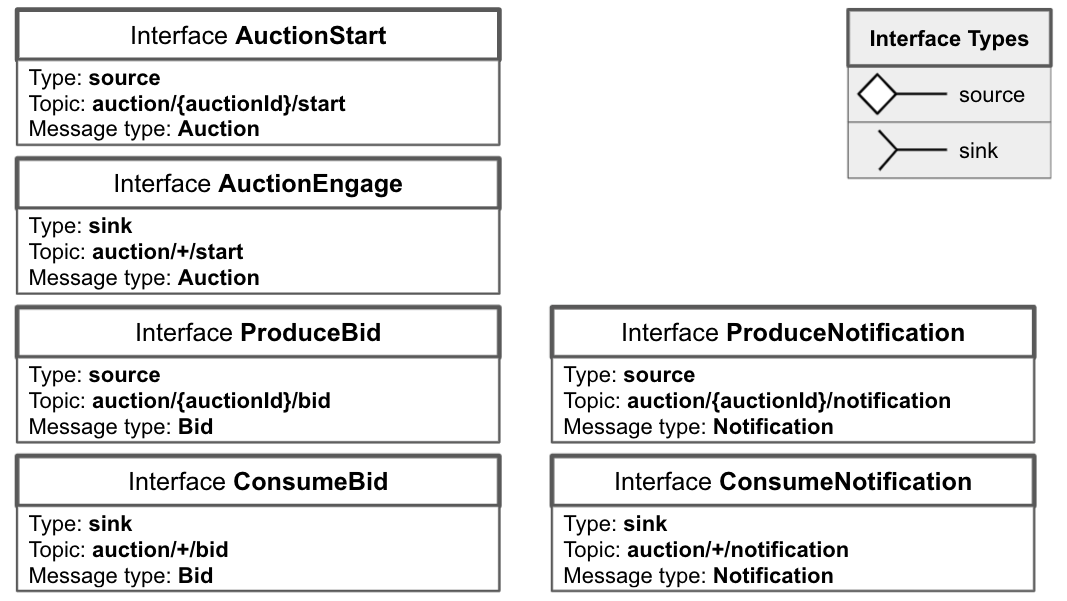 Interface AuctionStart
Type: source
Topic: auction/{auctionId}/start
Message type: Auction
Interface Types
source
sink
Interface AuctionEngage
Type: sink
Topic: auction/+/start
Message type: Auction
Interface ProduceBid
Type: source
Topic: auction/{auctionId}/bid
Message type: Bid
Interface ProduceNotification
Type: source
Topic: auction/{auctionId}/notification
Message type: Notification
Interface ConsumeBid
Type: sink
Topic: auction/+/bid
Message type: Bid
Interface ConsumeNotification
Type: sink
Topic: auction/+/notification
Message type: Notification